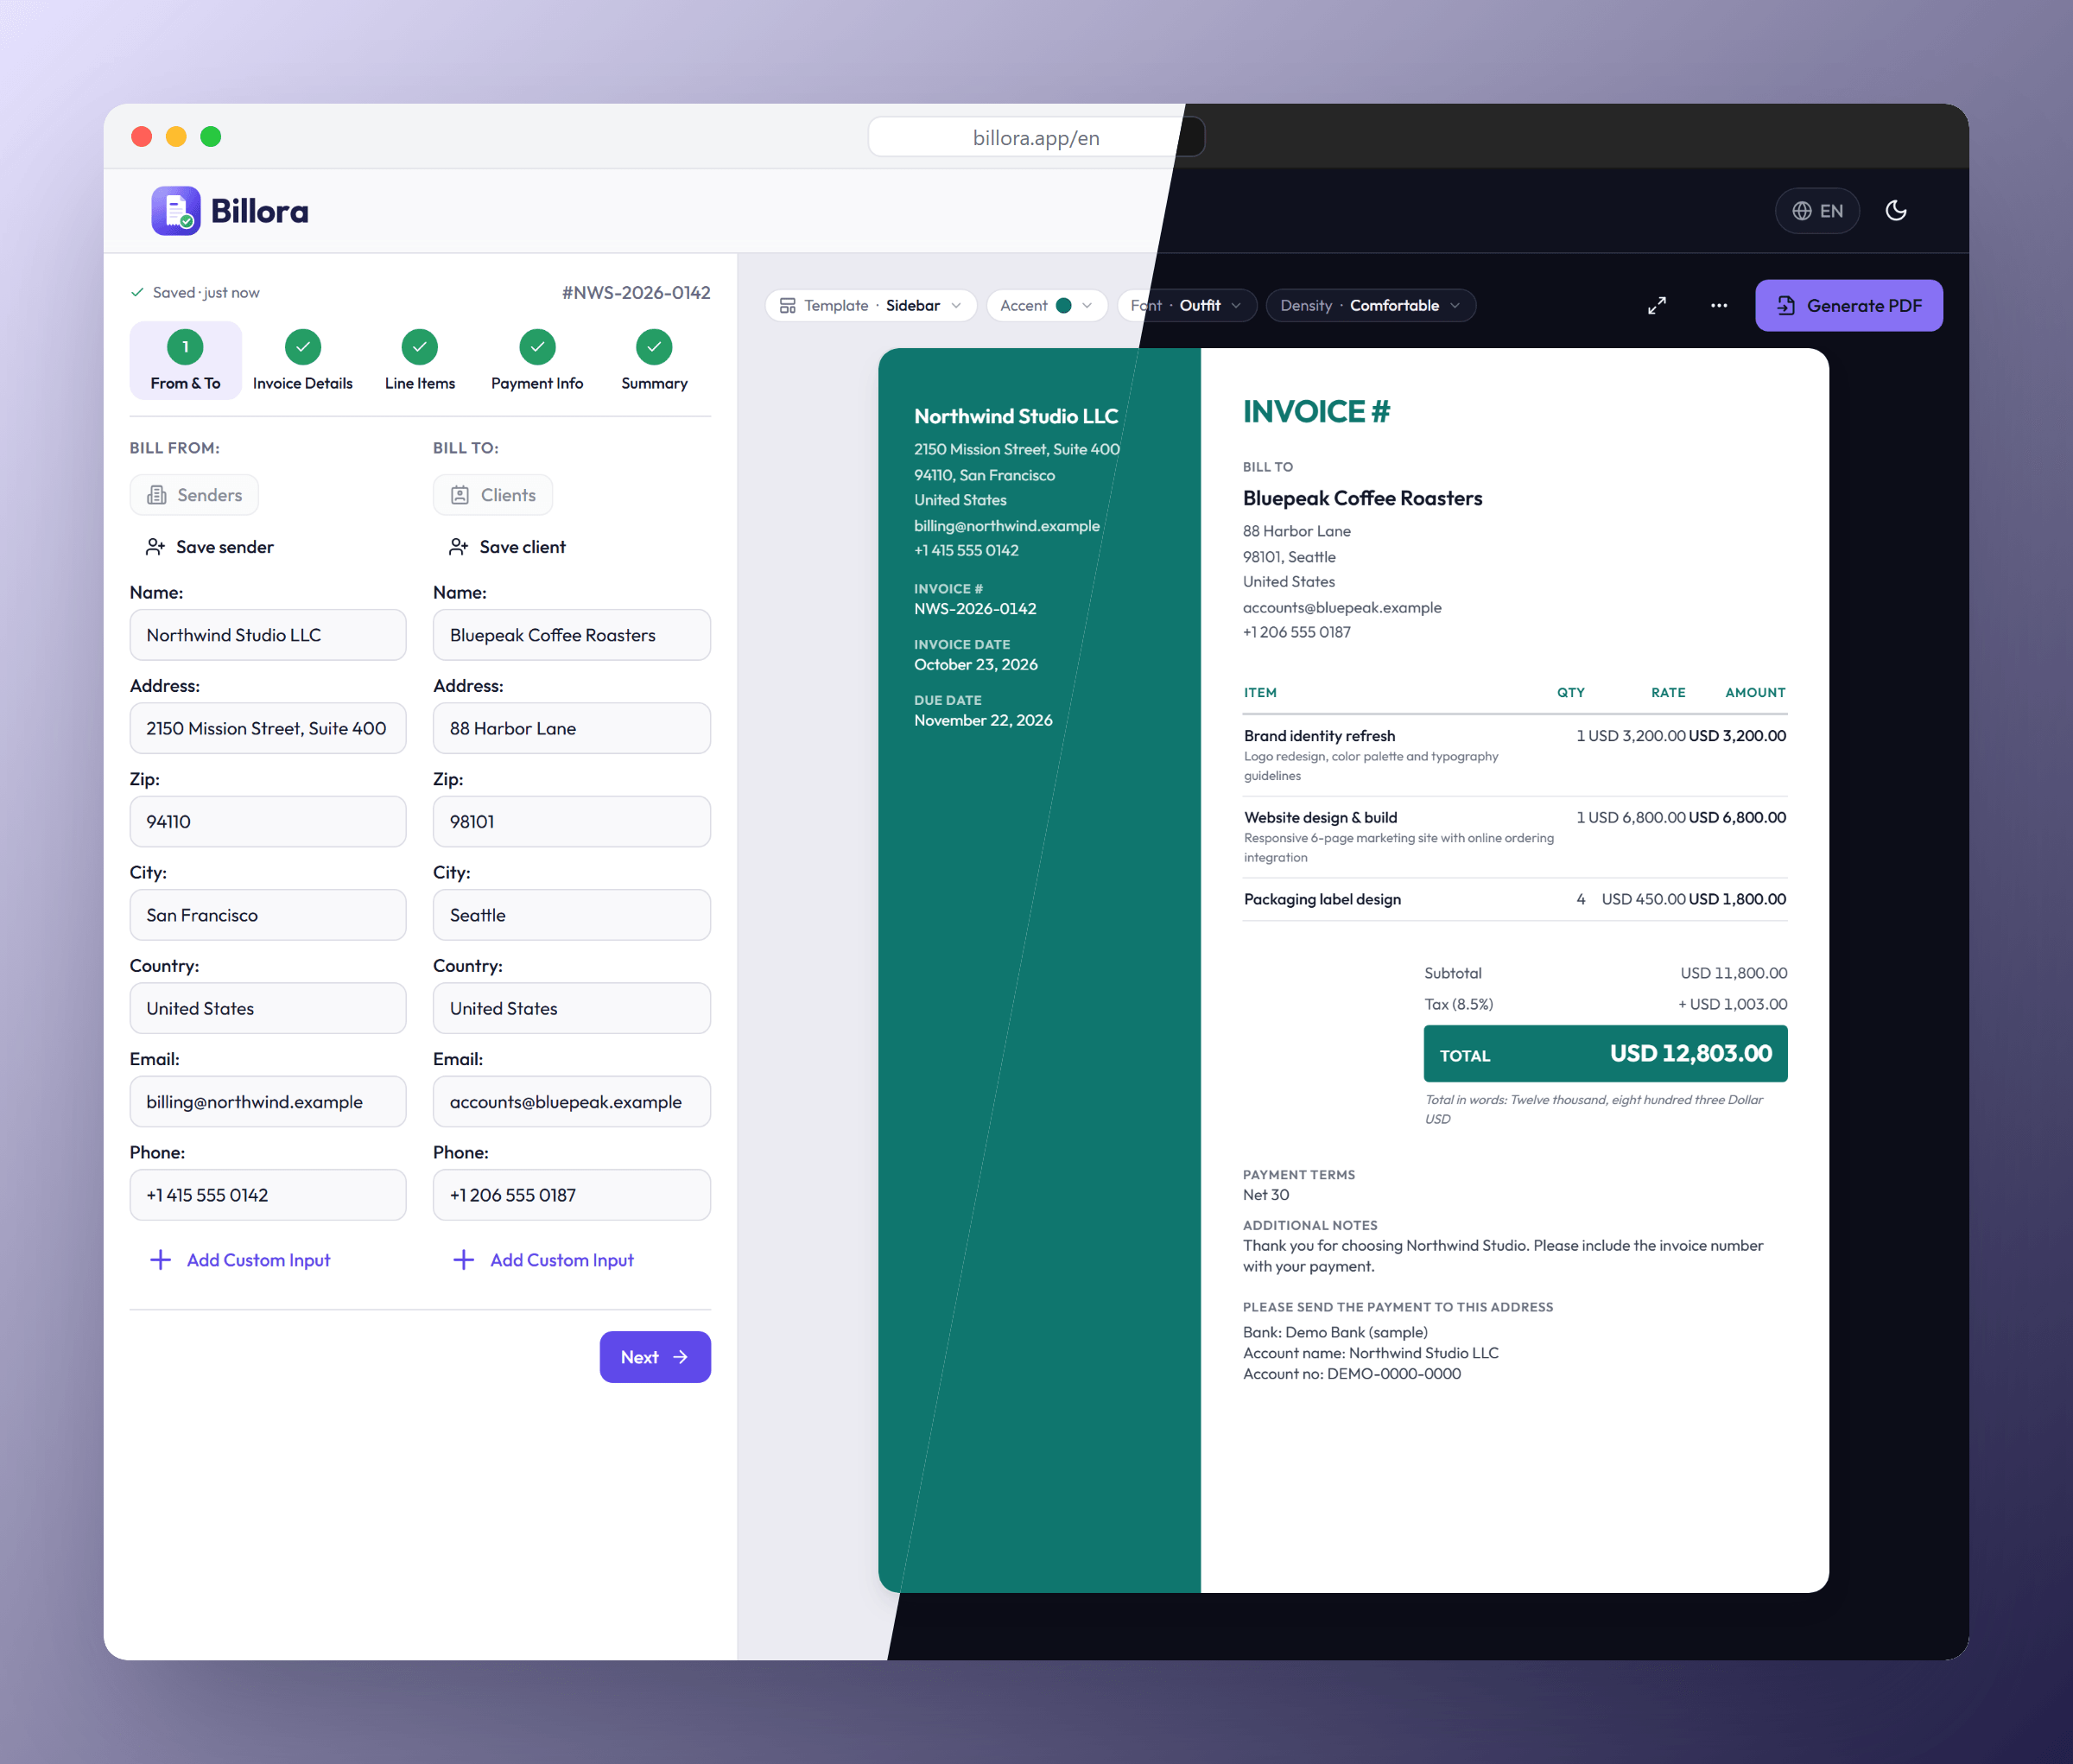 billora.app/en
Billora
EN
Saved · just now
#NWS-2026-0142
1
From & To
Invoice Details
Line Items
Payment Info
Summary
BILL FROM:
Senders
Save sender
Name:
Northwind Studio LLC
Address:
2150 Mission Street, Suite 400
Zip:
94110
City:
San Francisco
Country:
United States
Email:
billing@northwind.example
Phone:
+1 415 555 0142
Add Custom Input
BILL TO:
Clients
Save client
Name:
Bluepeak Coffee Roasters
Address:
88 Harbor Lane
Zip:
98101
City:
Seattle
Country:
United States
Email:
accounts@bluepeak.example
Phone:
+1 206 555 0187
Add Custom Input
Next
Template · Sidebar
Accent
Font · Outfit
Density · Comfortable
Generate PDF
Northwind Studio LLC
2150 Mission Street, Suite 400
94110, San Francisco
United States
billing@northwind.example
+1 415 555 0142
INVOICE #
NWS-2026-0142
INVOICE DATE
October 23, 2026
DUE DATE
November 22, 2026
INVOICE #
BILL TO
Bluepeak Coffee Roasters
88 Harbor Lane
98101, Seattle
United States
accounts@bluepeak.example
+1 206 555 0187
ITEM QTY RATE AMOUNT
Brand identity refresh 1 USD 3,200.00 USD 3,200.00
Logo redesign, color palette and typography
guidelines
Website design & build 1 USD 6,800.00 USD 6,800.00
Responsive 6-page marketing site with online ordering
integration
Packaging label design 4 USD 450.00 USD 1,800.00
Subtotal USD 11,800.00
Tax (8.5%) + USD 1,003.00
TOTAL USD 12,803.00
Total in words: Twelve thousand, eight hundred three Dollar
USD
PAYMENT TERMS
Net 30
ADDITIONAL NOTES
Thank you for choosing Northwind Studio. Please include the invoice number
with your payment.
PLEASE SEND THE PAYMENT TO THIS ADDRESS
Bank: Demo Bank (sample)
Account name: Northwind Studio LLC
Account no: DEMO-0000-0000